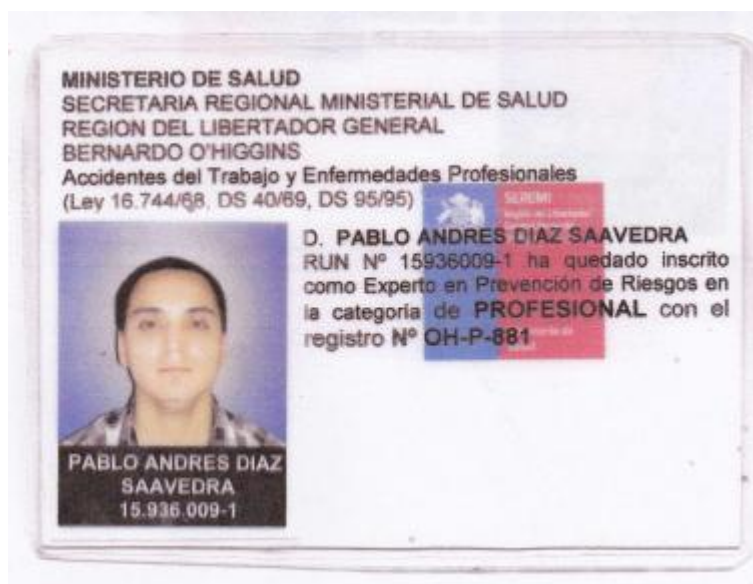 MINISTERIO DE SALUD
SECRETARIA REGIONAL MINISTERIAL DE SALUD
REGION DEL LIBERTADOR GENERAL
BERNARDO O'HIGGINS
Accidentes del Trabajo y Enfermedades Profesionales
(Ley 16.744/68, DS 40/69, DS 95/95)
SEREMI
D. PABLO ANDRES DIAZ SAAVEDRA
RUN Nº 15936009-1 ha quedado inscrito
como Experto en Prevención de Riesgos en
la categoría de PROFESIONAL con el
registro Nº OH-P-881
PABLO ANDRES DIAZ
SAAVEDRA
15.936.009-1